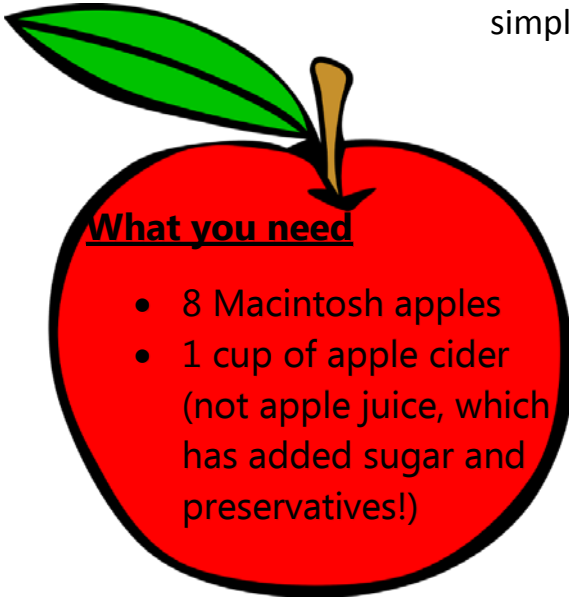 simpl
What you need
• 8 Macintosh apples
• 1 cup of apple cider
(not apple juice, which
has added sugar and
preservatives!)